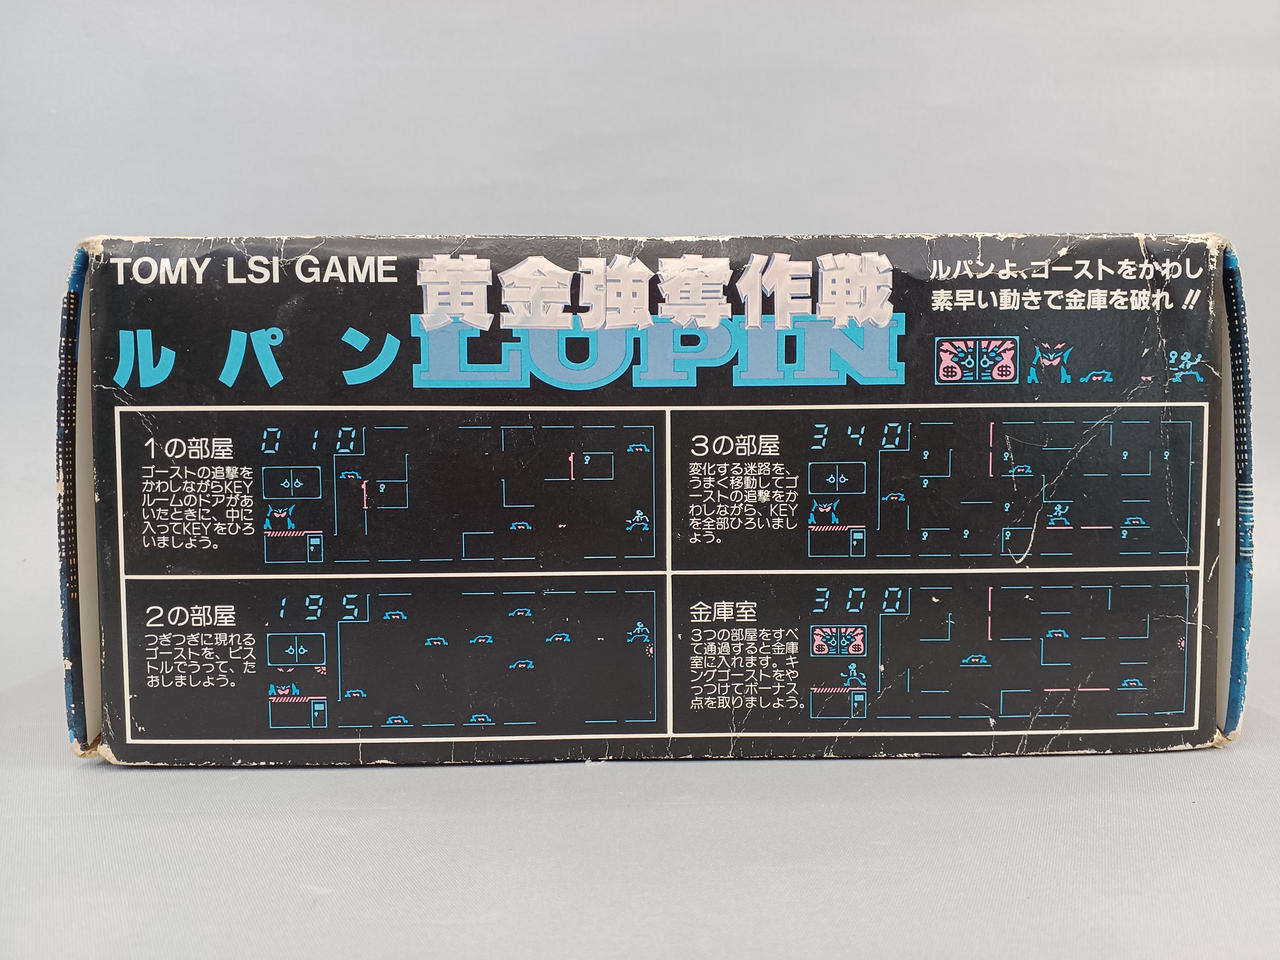 TOMY LSI GAME
黄金強奪作戦
ルパン
LUPIN
ルパンよ、ゴーストをかわし
素早い動きで金庫を破れ!!
$ $
1の部屋
ゴーストの追撃を
かわしながらKEY
ルームのドアがあ
いたときに、中に
入ってKEYをひろ
いましょう。
010
3の部屋
変化する迷路を、
うまく移動してゴ
ーストの追撃をか
わしながら、KEY
を全部ひろいまし
ょう。
340
2の部屋
つぎつぎに現れる
ゴーストを、ピス
トルでうって、た
おしましょう。
195
金庫室
3つの部屋をすべ
て通過すると金庫
室に入れます。キ
ングゴーストをや
っつけてボーナス
点を取りましょう。
300
$ $